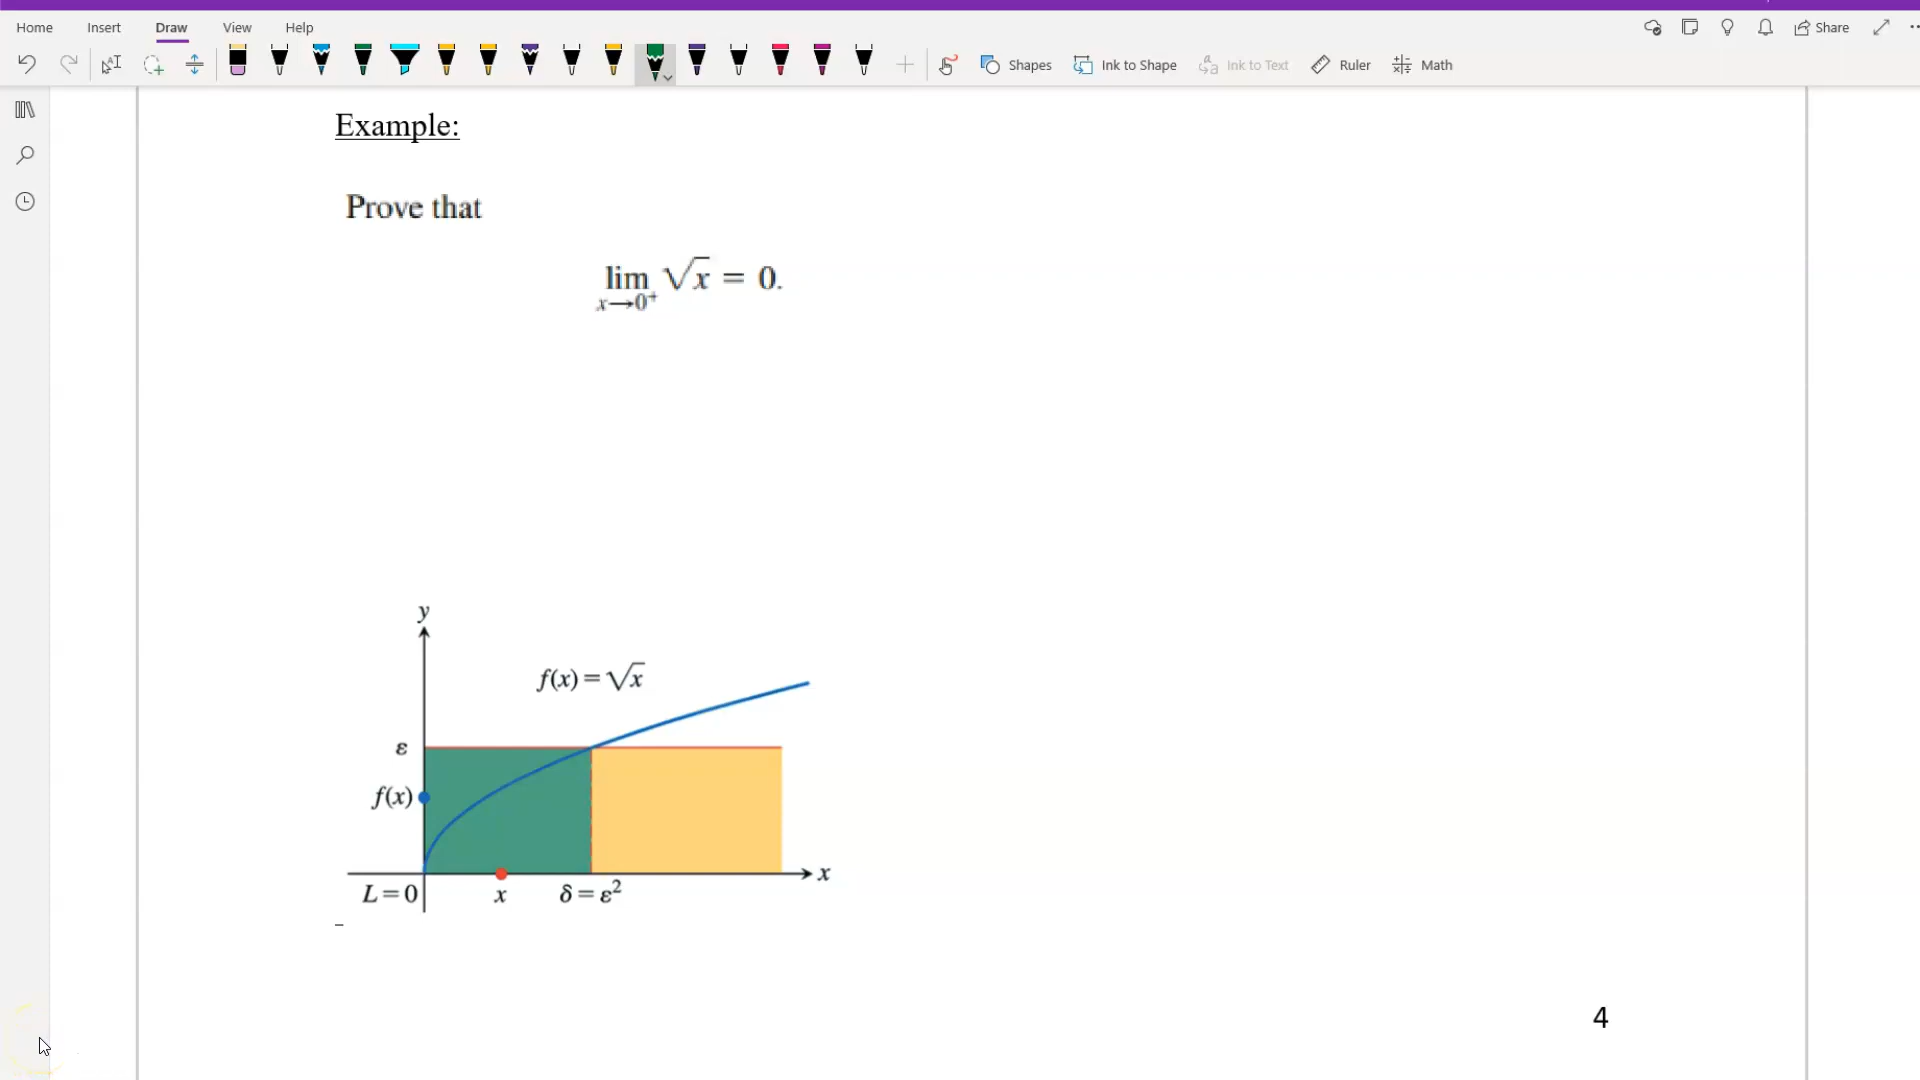 Home Insert Draw View Help Share
Shapes Ink to Shape Ink to Text Ruler Math
Example:
Prove that
lim √x = 0.
x→0⁺
y
f(x) = √x
ε
f(x)
x
L = 0 x δ = ε²
4